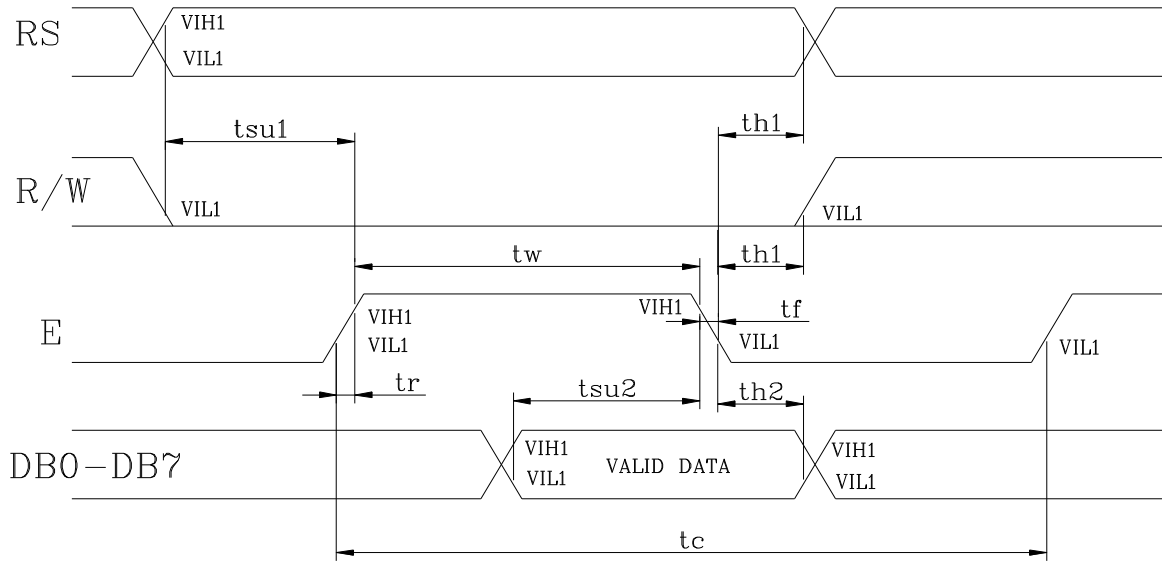 RS
VIH1
VIL1
tsu1
th1
R/W
VIL1
VIL1
tw
th1
E
VIH1
VIL1
VIH1
tf
VIL1
VIL1
tr
tsu2
th2
DB0-DB7
VIH1
VIL1
VALID DATA
VIH1
VIL1
tc